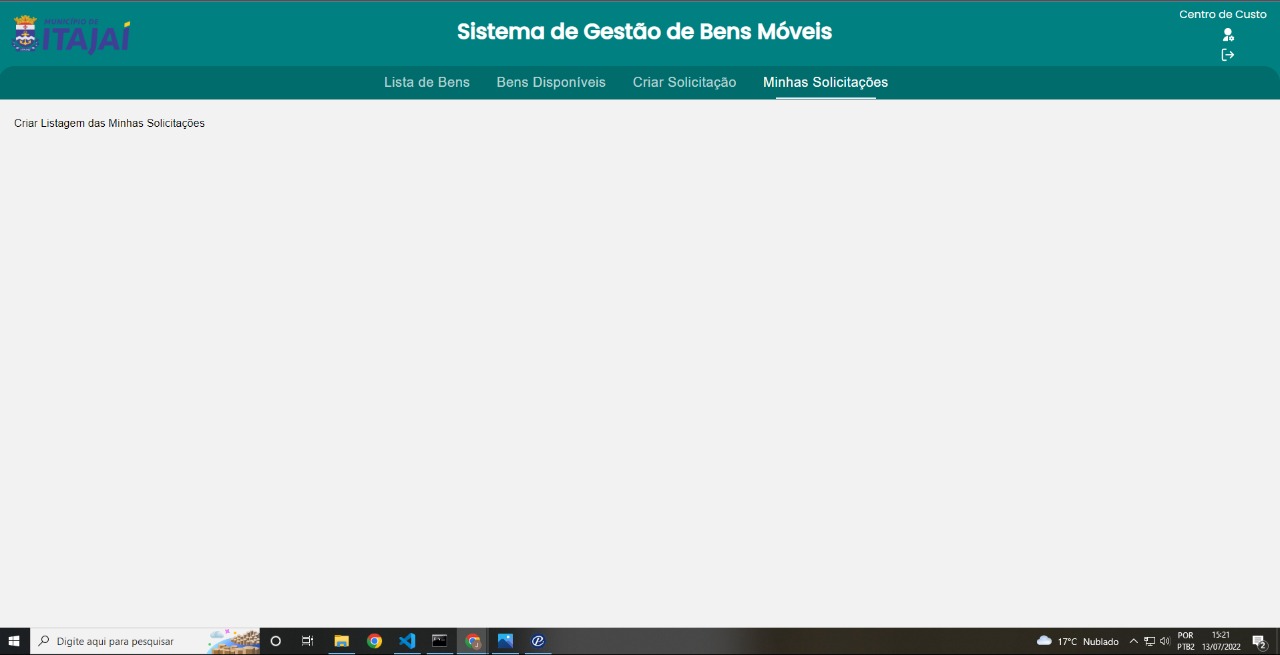 MUNICÍPIO DE
ITAJAÍ
Sistema de Gestão de Bens Móveis
Centro de Custo
Lista de Bens
Bens Disponíveis
Criar Solicitação
Minhas Solicitações
Criar Listagem das Minhas Solicitações
Digite aqui para pesquisar
17°C Nublado
POR
PTB2
15:21
13/07/2022
2